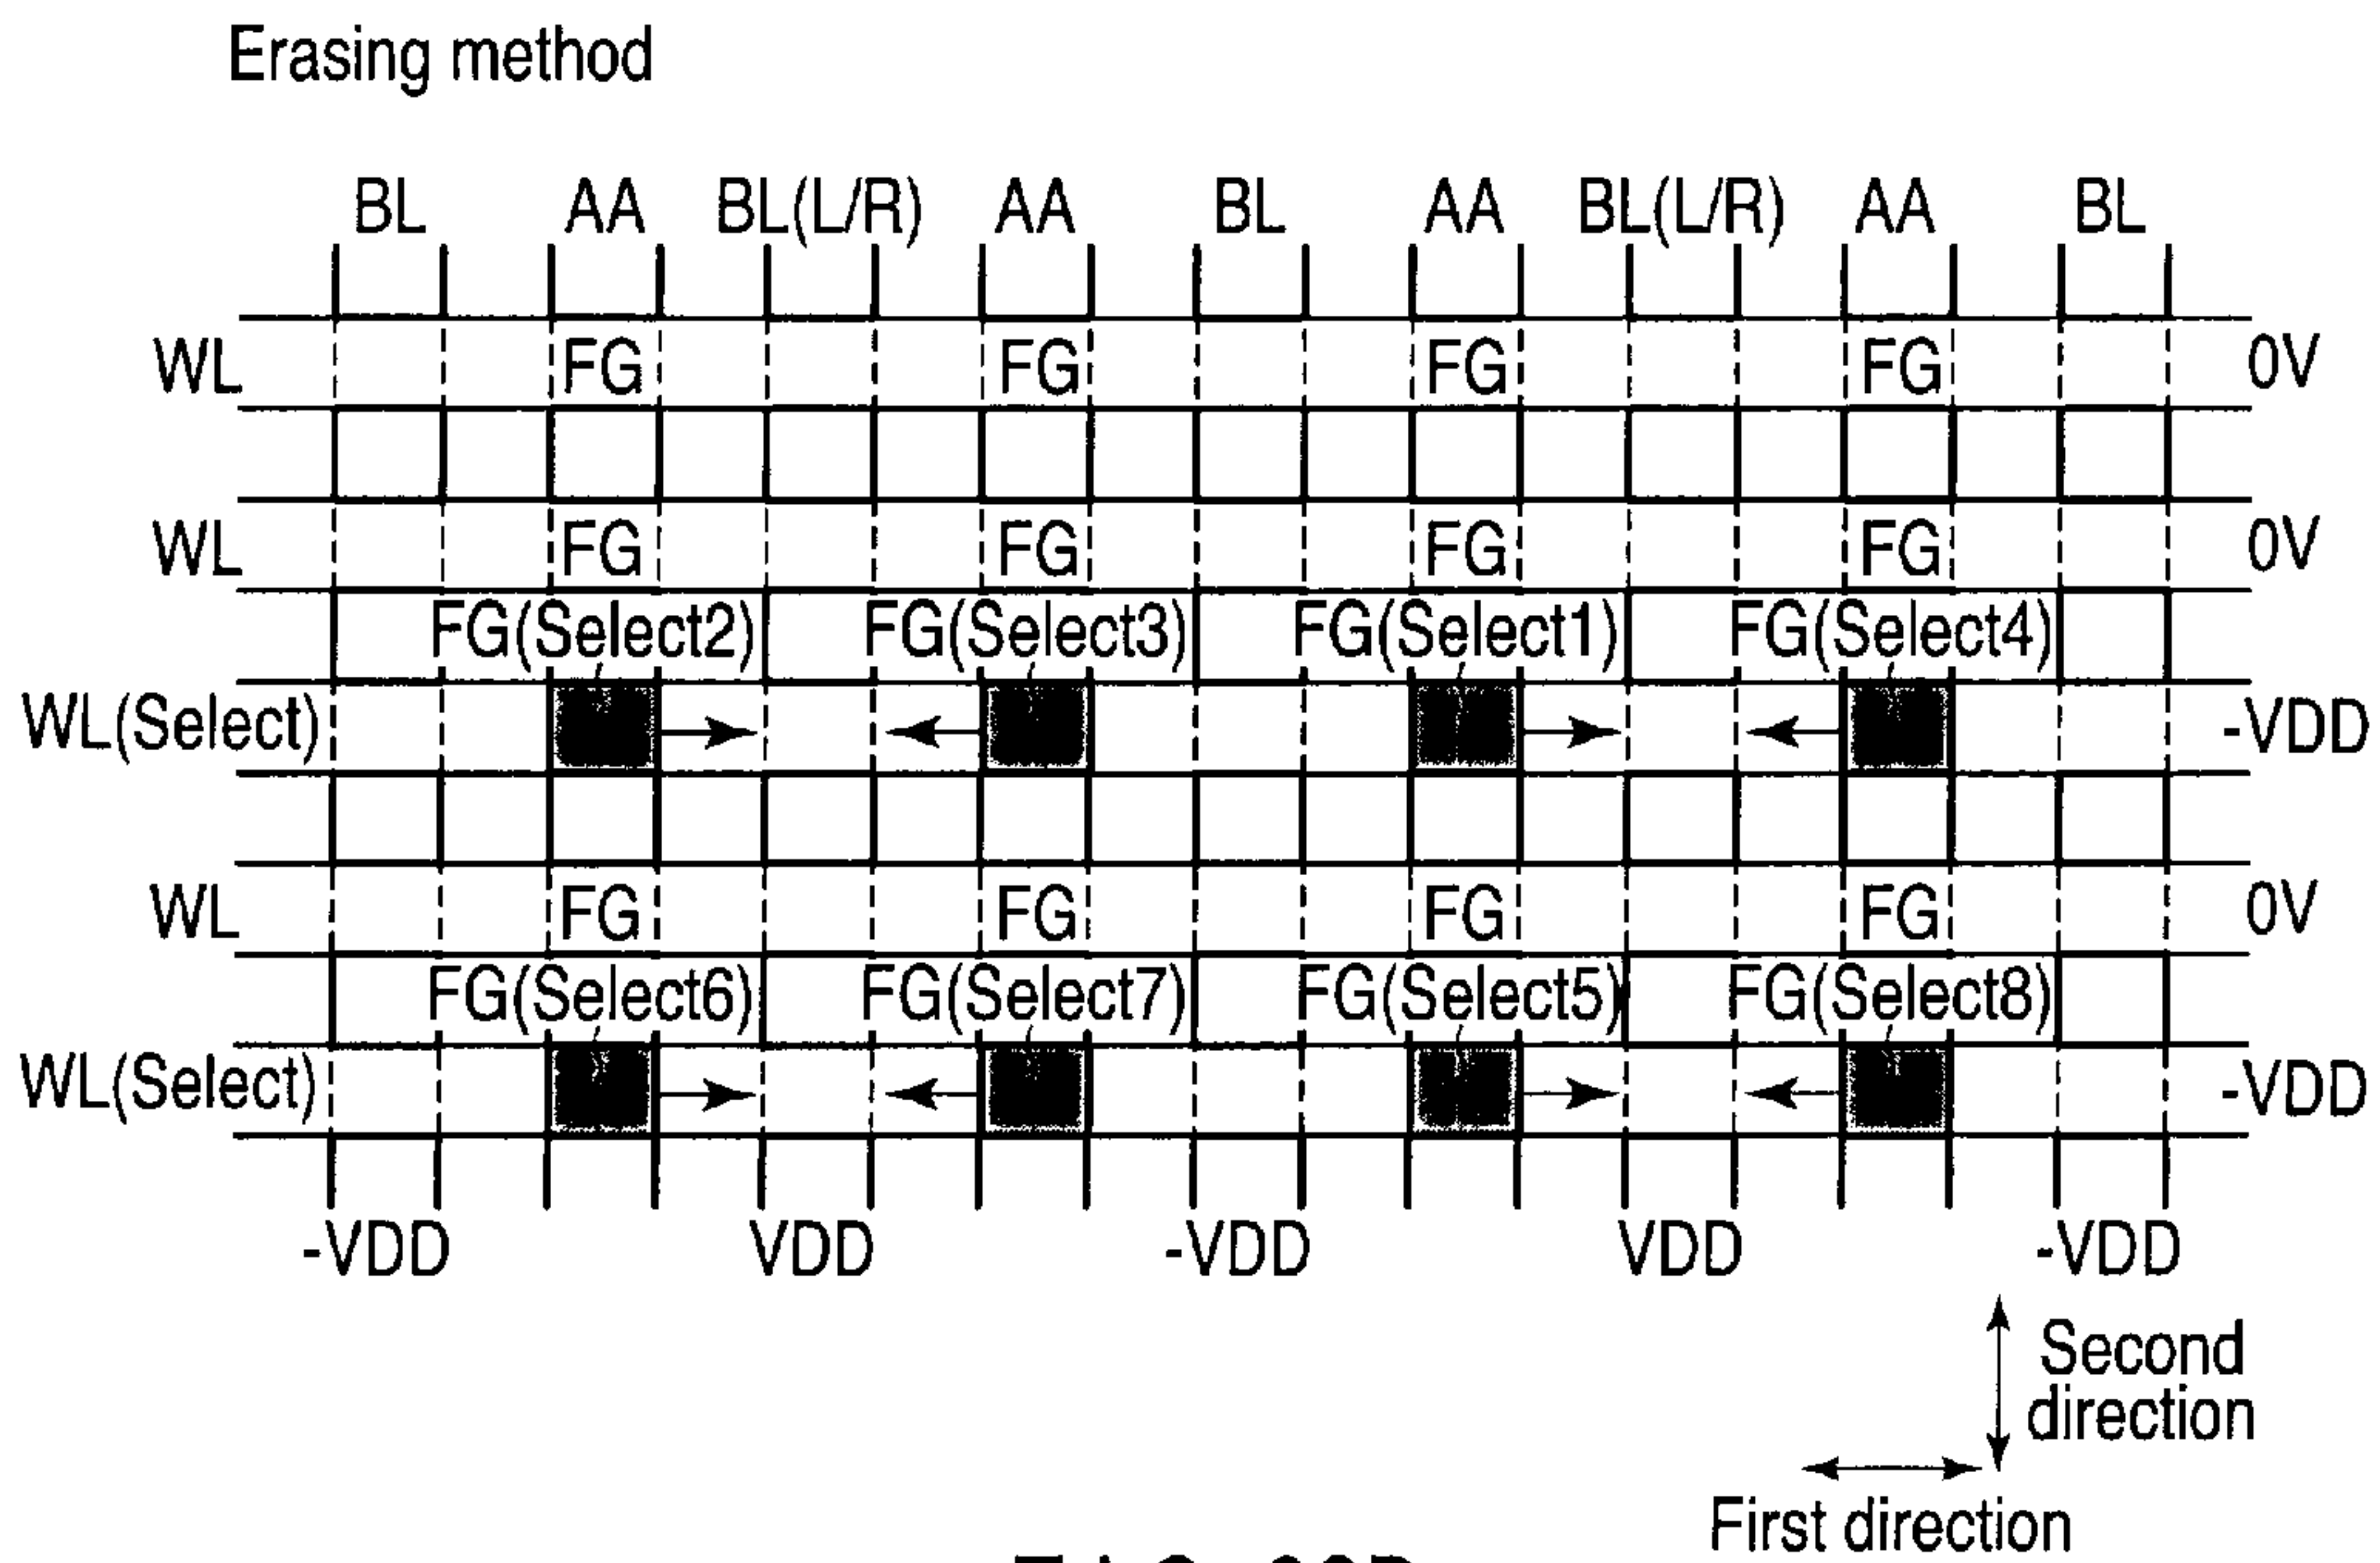 Erasing method
BL AA BL(L/R) AA BL AA BL(L/R) AA BL
WL FG FG FG FG 0V
WL FG FG FG FG 0V
FG(Select2) FG(Select3) FG(Select1) FG(Select4)
WL(Select) -VDD
WL FG FG FG FG 0V
FG(Select6) FG(Select7) FG(Select5) FG(Select8)
WL(Select) -VDD
-VDD VDD -VDD VDD -VDD
Second
direction
First direction